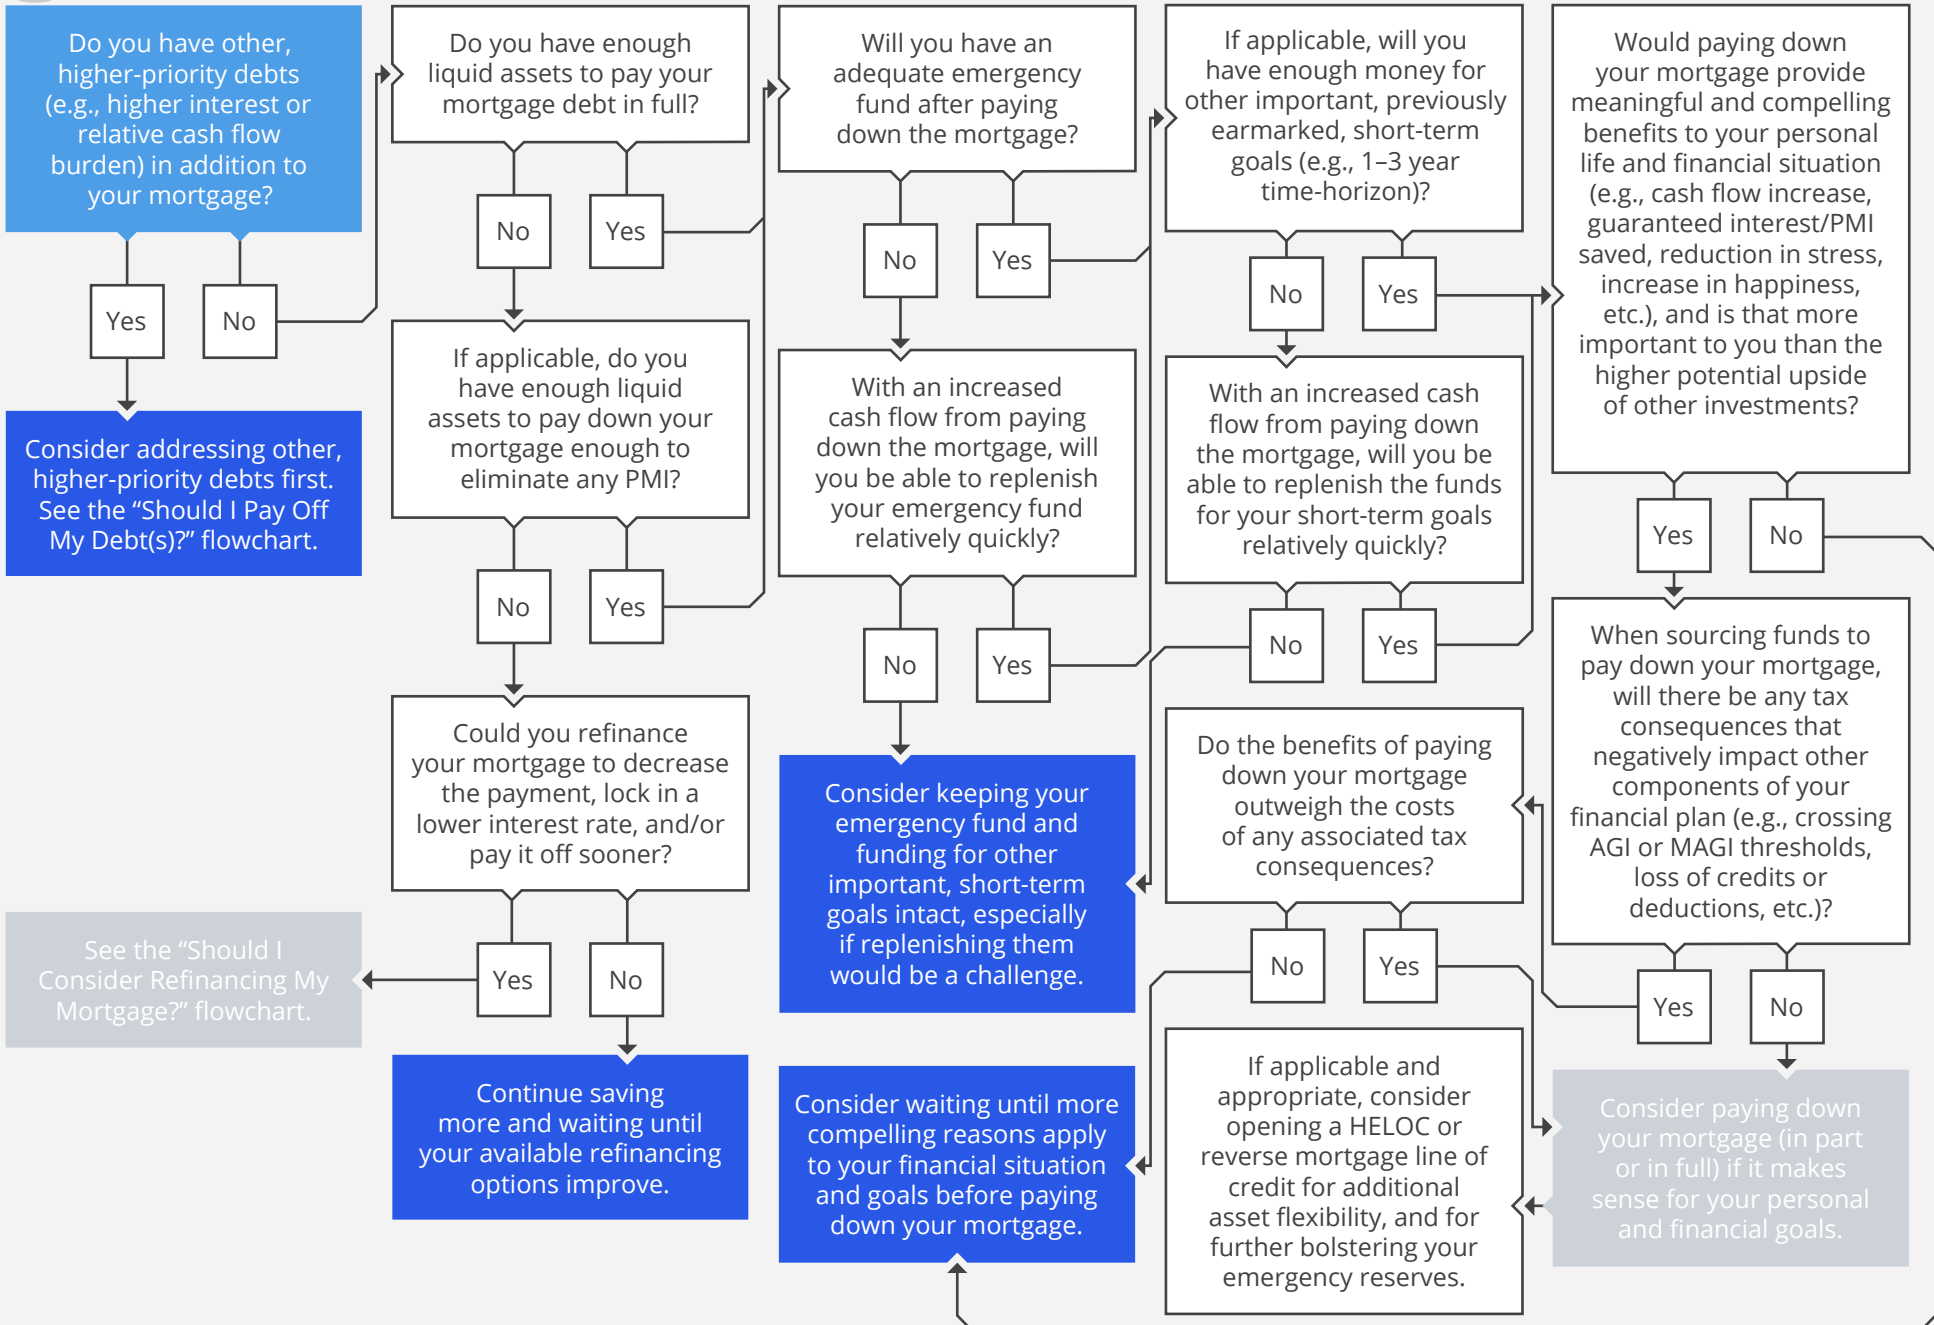 Do you have other,
higher-priority debts
(e.g., higher interest or
relative cash flow
burden) in addition to
your mortgage?
Yes
No
Consider addressing other,
higher-priority debts first.
See the “Should I Pay Off
My Debt(s)?” flowchart.
See the “Should I
Consider Refinancing My
Mortgage?” flowchart.
Do you have enough
liquid assets to pay your
mortgage debt in full?
No
Yes
If applicable, do you
have enough liquid
assets to pay down your
mortgage enough to
eliminate any PMI?
No
Yes
Could you refinance
your mortgage to decrease
the payment, lock in a
lower interest rate, and/or
pay it off sooner?
Yes
No
Continue saving
more and waiting until
your available refinancing
options improve.
Will you have an
adequate emergency
fund after paying
down the mortgage?
No
Yes
With an increased
cash flow from paying
down the mortgage, will
you be able to replenish
your emergency fund
relatively quickly?
No
Yes
Consider keeping your
emergency fund and
funding for other
important, short-term
goals intact, especially
if replenishing them
would be a challenge.
Consider waiting until more
compelling reasons apply
to your financial situation
and goals before paying
down your mortgage.
If applicable, will you
have enough money for
other important, previously
earmarked, short-term
goals (e.g., 1–3 year
time-horizon)?
No
Yes
With an increased cash
flow from paying down
the mortgage, will you be
able to replenish the funds
for your short-term goals
relatively quickly?
No
Yes
Do the benefits of paying
down your mortgage
outweigh the costs
of any associated tax
consequences?
No
Yes
If applicable and
appropriate, consider
opening a HELOC or
reverse mortgage line of
credit for additional
asset flexibility, and for
further bolstering your
emergency reserves.
Would paying down
your mortgage provide
meaningful and compelling
benefits to your personal
life and financial situation
(e.g., cash flow increase,
guaranteed interest/PMI
saved, reduction in stress,
increase in happiness,
etc.), and is that more
important to you than the
higher potential upside
of other investments?
Yes
No
When sourcing funds to
pay down your mortgage,
will there be any tax
consequences that
negatively impact other
components of your
financial plan (e.g., crossing
AGI or MAGI thresholds,
loss of credits or
deductions, etc.)?
Yes
No
Consider paying down
your mortgage (in part
or in full) if it makes
sense for your personal
and financial goals.